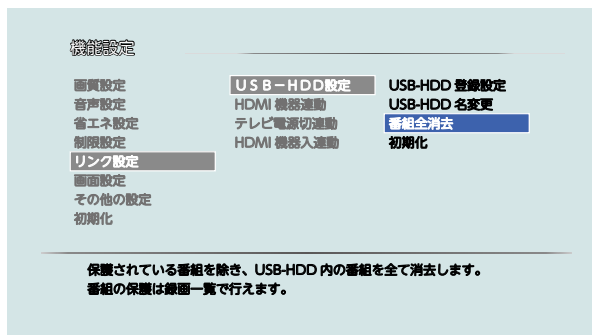 機能設定
画質設定
音声設定
省エネ設定
制限設定
リンク設定
画面設定
その他の設定
初期化
USB－HDD設定
HDMI 機器連動
テレビ電源切連動
HDMI 機器入連動
USB-HDD 登録設定
USB-HDD 名変更
番組全消去
初期化
保護されている番組を除き、USB-HDD 内の番組を全て消去します。
番組の保護は録画一覧で行えます。